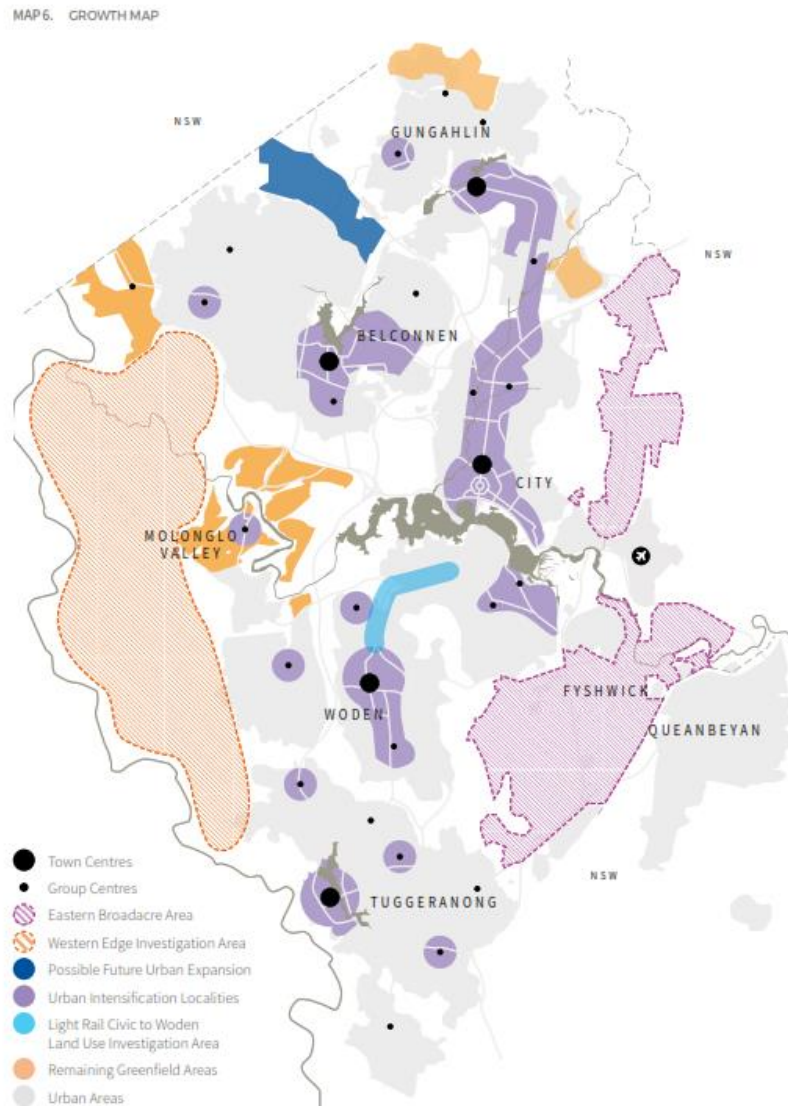 MAP 6. GROWTH MAP
NSW
GUNGAHLIN
NSW
BELCONNEN
CITY
MOLONGLO
VALLEY
FYSHWICK
WODEN
QUEANBEYAN
NSW
TUGGERANONG
Town Centres
Group Centres
Eastern Broadacre Area
Western Edge Investigation Area
Possible Future Urban Expansion
Urban Intensification Localities
Light Rail Civic to Woden
Land Use Investigation Area
Remaining Greenfield Areas
Urban Areas